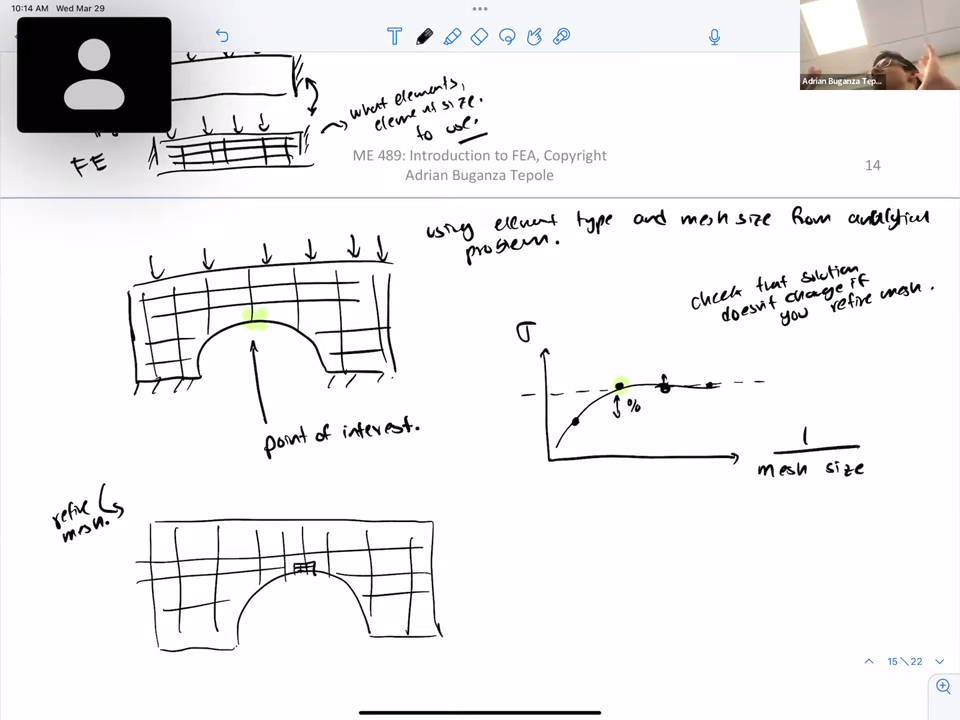 10:14 AM Wed Mar 29
T
Adrian Buganza Tep...
what elements,
element size.
to use.
FE
ME 489: Introduction to FEA, Copyright
Adrian Buganza Tepole
14
using element type and mesh size from analytical
problem.
check that solution
doesn't change if
you refine mesh.
σ
%
point of interest.
1
mesh size
refine
mesh.
15\22